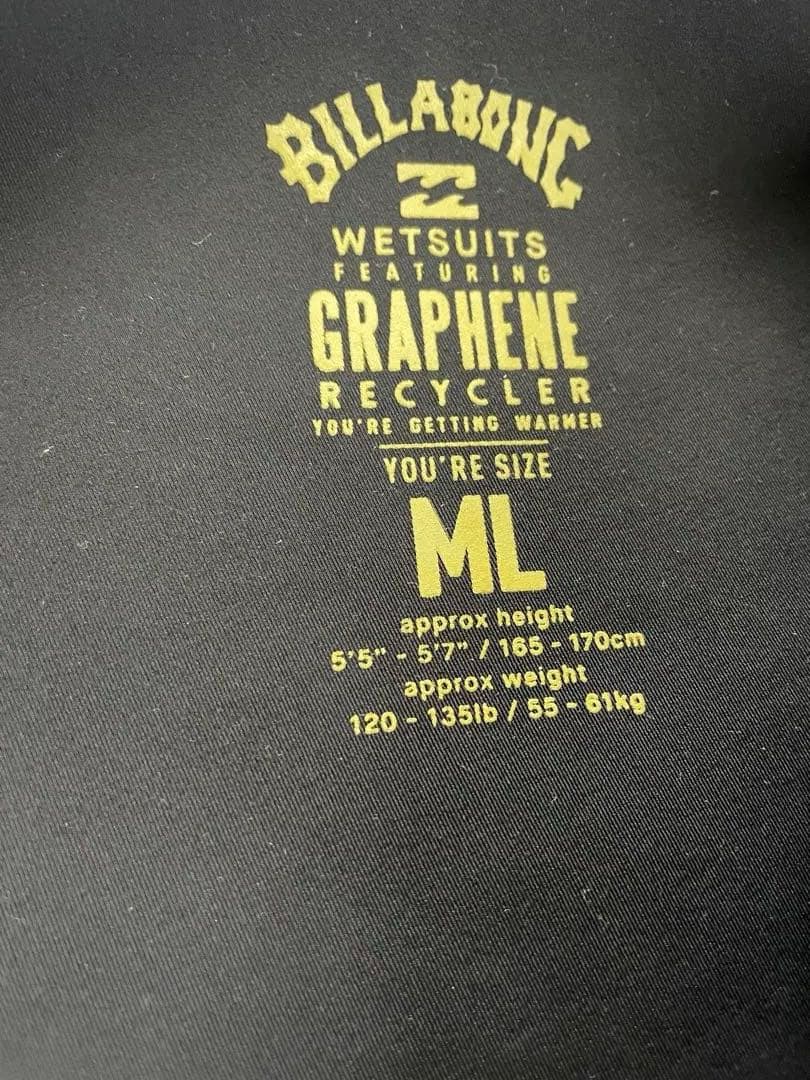 BILLABONG
WETSUITS
FEATURING
GRAPHENE
RECYCLER
YOU'RE GETTING WARMER
YOU'RE SIZE
ML
approx height
5'5" - 5'7" / 165 - 170cm
approx weight
120 - 135lb / 55 - 61kg